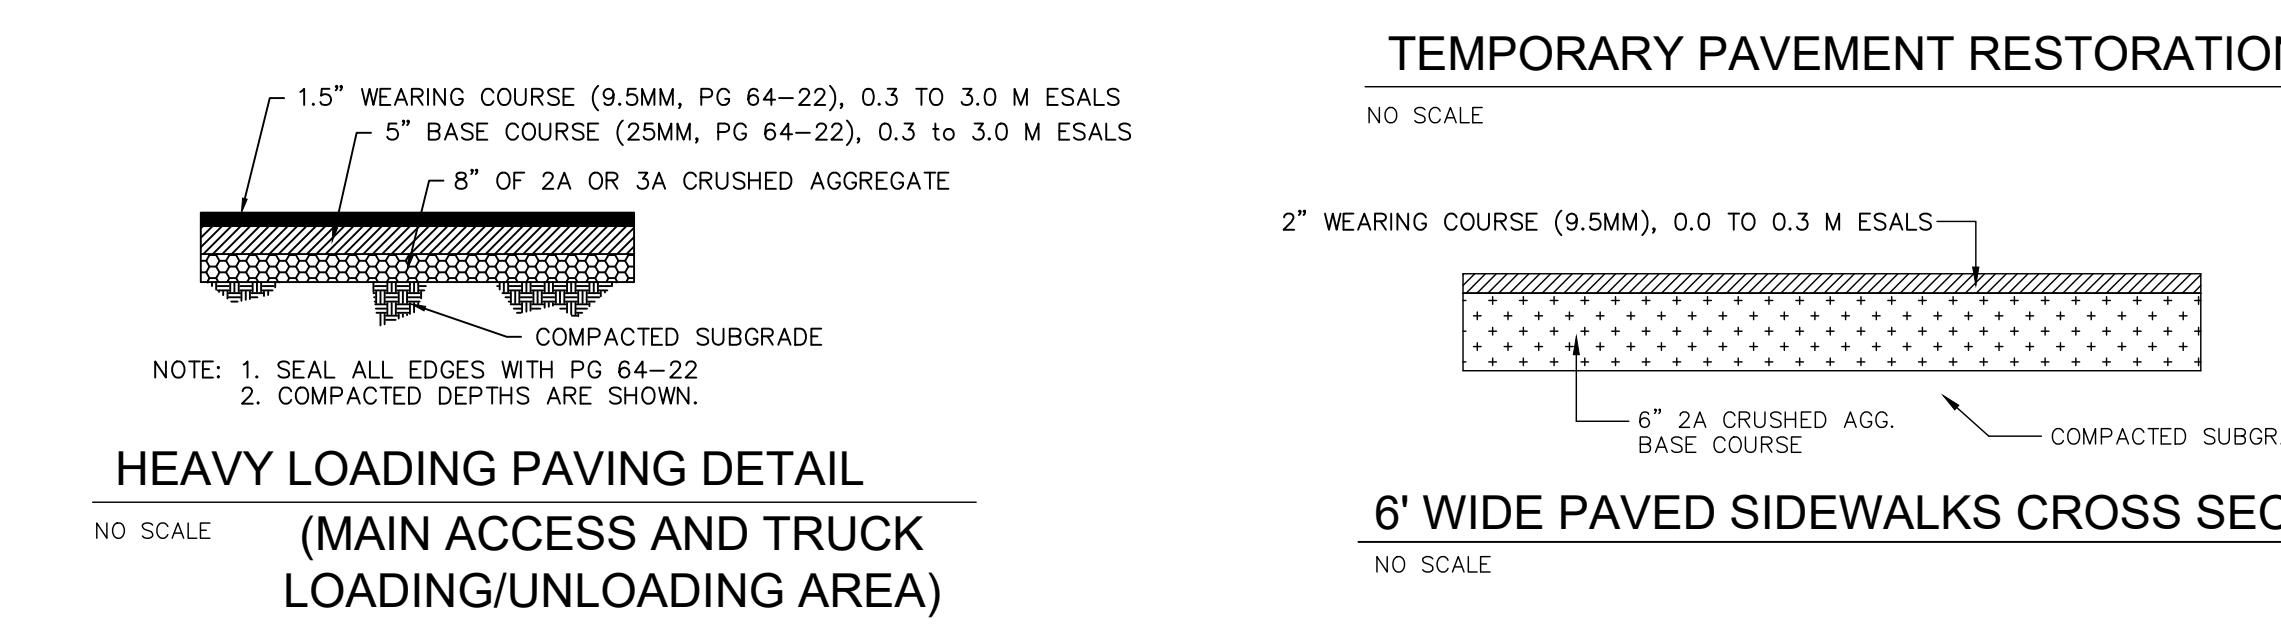 1.5” WEARING COURSE (9.5MM, PG 64-22), 0.3 TO 3.0 M ESALS
5” BASE COURSE (25MM, PG 64-22), 0.3 to 3.0 M ESALS
8” OF 2A OR 3A CRUSHED AGGREGATE
COMPACTED SUBGRADE
NOTE: 1. SEAL ALL EDGES WITH PG 64-22
2. COMPACTED DEPTHS ARE SHOWN.
HEAVY LOADING PAVING DETAIL
NO SCALE
(MAIN ACCESS AND TRUCK
LOADING/UNLOADING AREA)
TEMPORARY PAVEMENT RESTORATION
NO SCALE
2” WEARING COURSE (9.5MM), 0.0 TO 0.3 M ESALS
6” 2A CRUSHED AGG.
BASE COURSE
COMPACTED SUBGR
6' WIDE PAVED SIDEWALKS CROSS SEC
NO SCALE